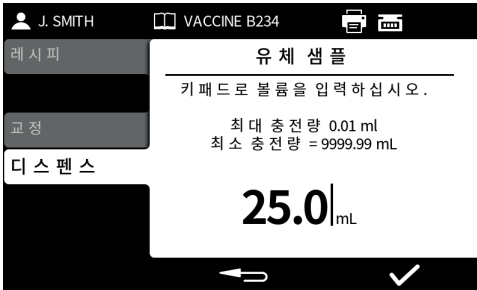 J. SMITH
VACCINE B234
레시피
유체 샘플
키패드로 볼륨을 입력하십시오.
교정
최대 충전량 0.01 ml
최소 충전량 = 9999.99 mL
디스펜스
25.0 mL